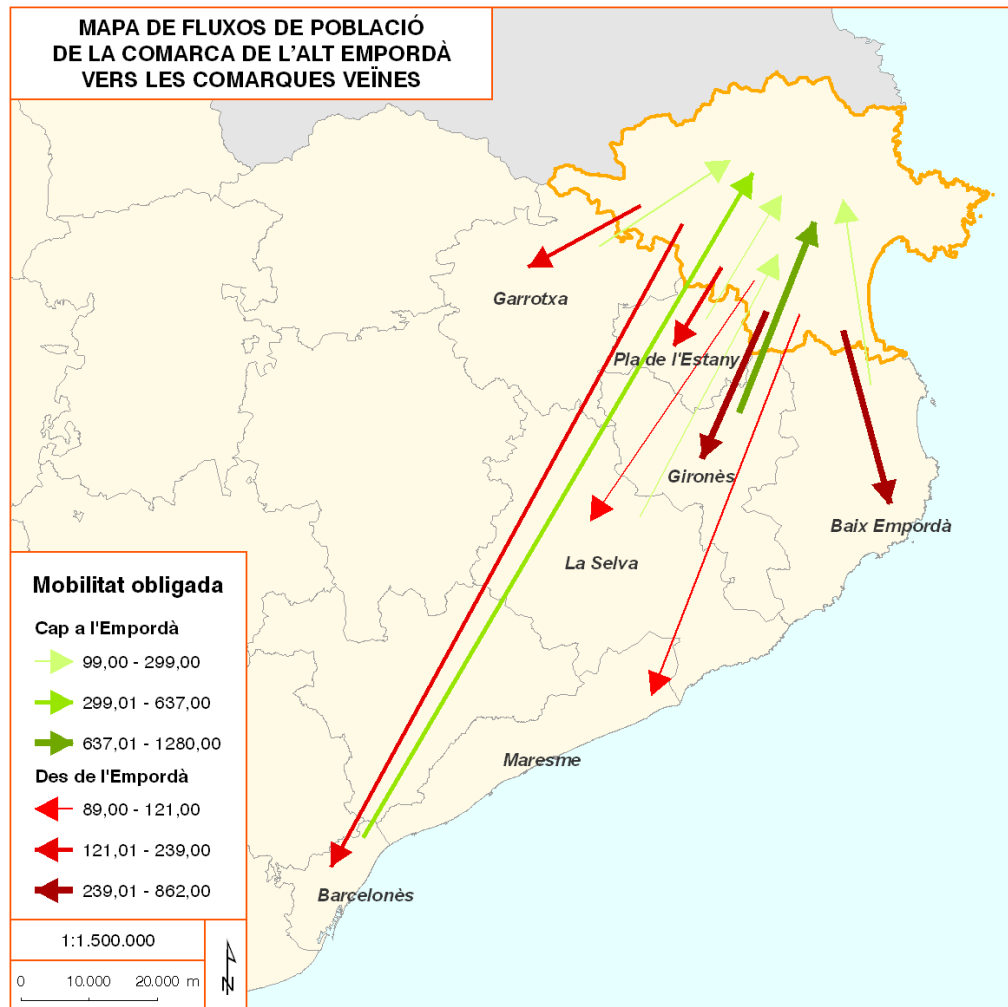 MAPA DE FLUXOS DE POBLACIÓ
DE LA COMARCA DE L'ALT EMPORDÀ
VERS LES COMARQUES VEÏNES
Garrotxa
Pla de l'Estany
Gironès
Baix Empordà
La Selva
Maresme
Barcelonès
Mobilitat obligada
Cap a l'Empordà
99,00 - 299,00
299,01 - 637,00
637,01 - 1280,00
Des de l'Empordà
89,00 - 121,00
121,01 - 239,00
239,01 - 862,00
1:1.500.000
0 10.000 20.000 m
N